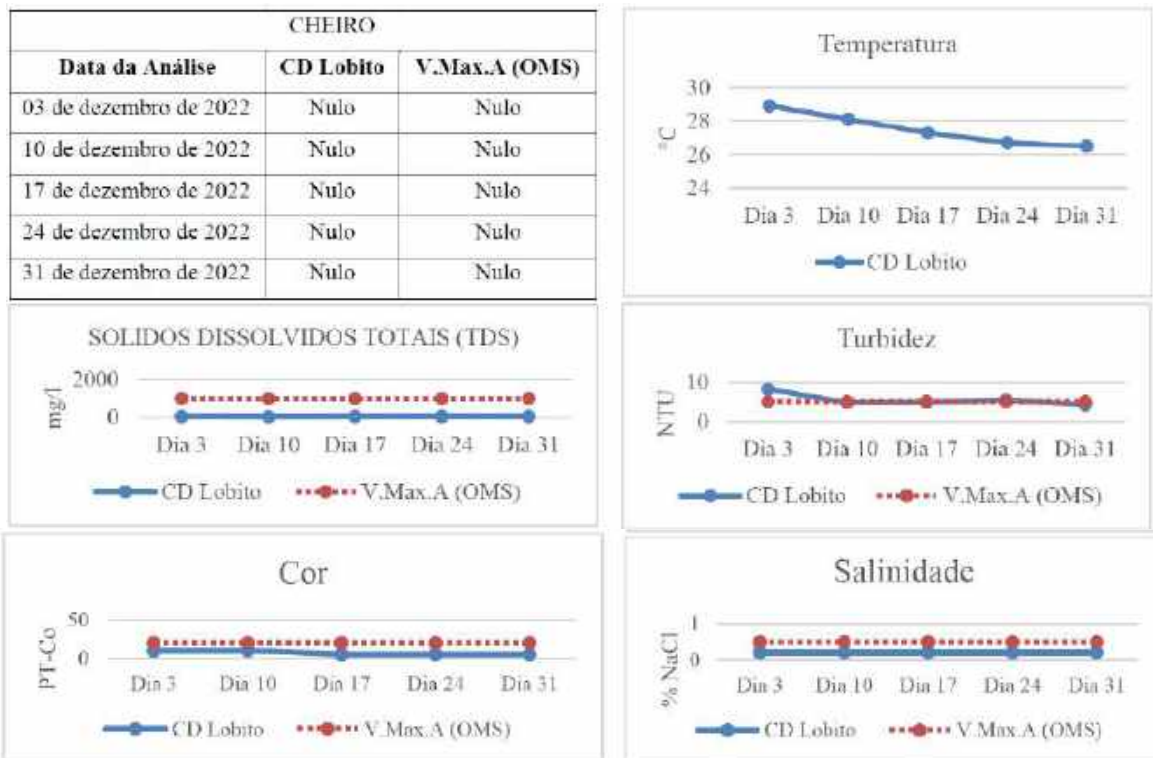 CHEIRO
Data da Análise CD Lobito V.Max.A (OMS)
03 de dezembro de 2022 Nulo Nulo
10 de dezembro de 2022 Nulo Nulo
17 de dezembro de 2022 Nulo Nulo
24 de dezembro de 2022 Nulo Nulo
31 de dezembro de 2022 Nulo Nulo
Temperatura
°C
30
28
26
24
Dia 3 Dia 10 Dia 17 Dia 24 Dia 31
CD Lobito
SOLIDOS DISSOLVIDOS TOTAIS (TDS)
mg/l
2000
0
Dia 3 Dia 10 Dia 17 Dia 24 Dia 31
CD Lobito V.Max.A (OMS)
Turbidez
NTU
10
0
Dia 3 Dia 10 Dia 17 Dia 24 Dia 31
CD Lobito V.Max.A (OMS)
Cor
PT-Co
50
0
Dia 3 Dia 10 Dia 17 Dia 24 Dia 31
CD Lobito V.Max.A (OMS)
Salinidade
% NaCl
1
0
Dia 3 Dia 10 Dia 17 Dia 24 Dia 31
CD Lobito V.Max.A (OMS)